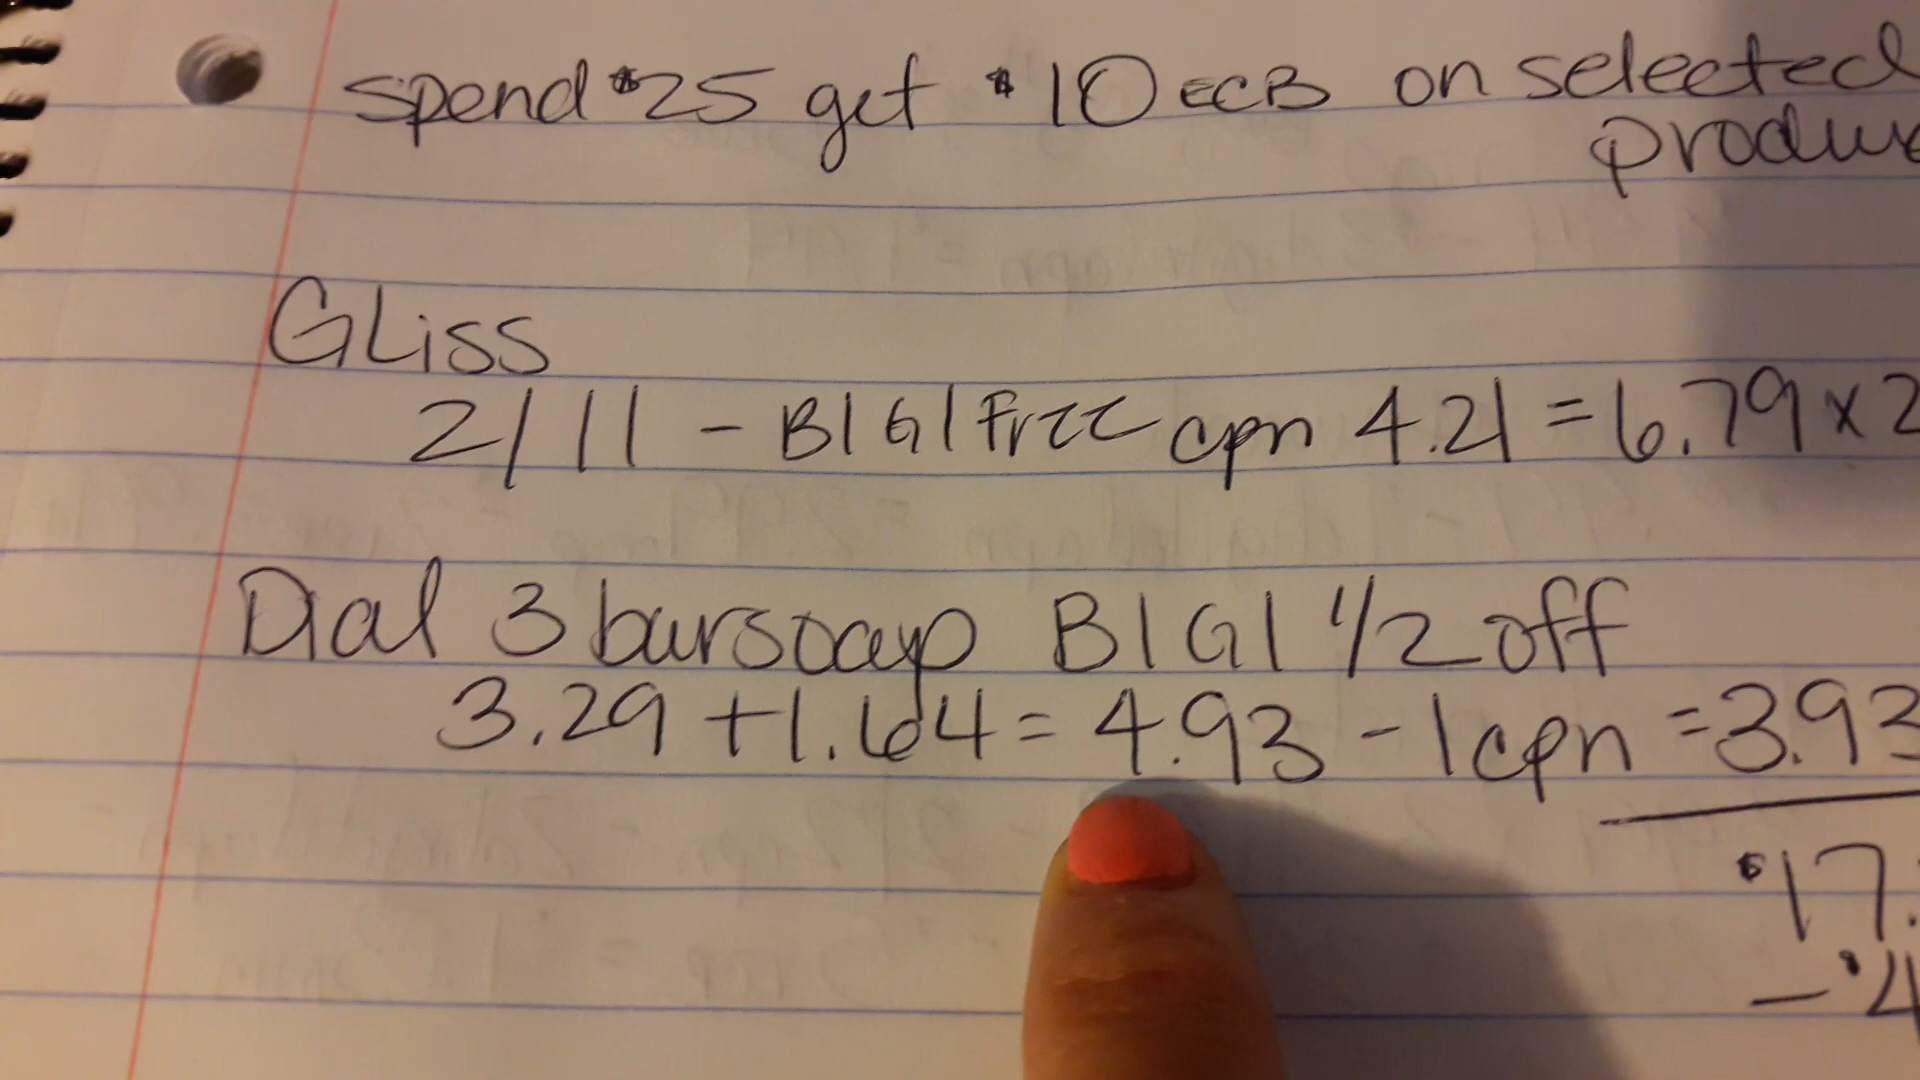 spend $25 get $10 ECB on selected
GLiss
2/11 - B1G1 Free cpn 4.21 = 6.79 x 2
Dial 3 bar soap B1G1 1/2 off
3.29 + 1.64 = 4.93 - 1 cpn = 3.93
$17.
- $4